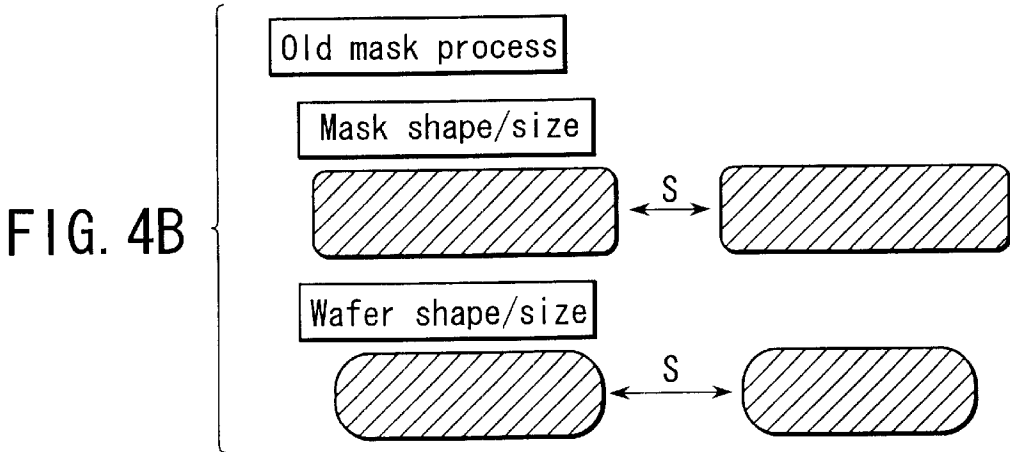 Old mask process
Mask shape/size
S
FIG. 4B
Wafer shape/size
S